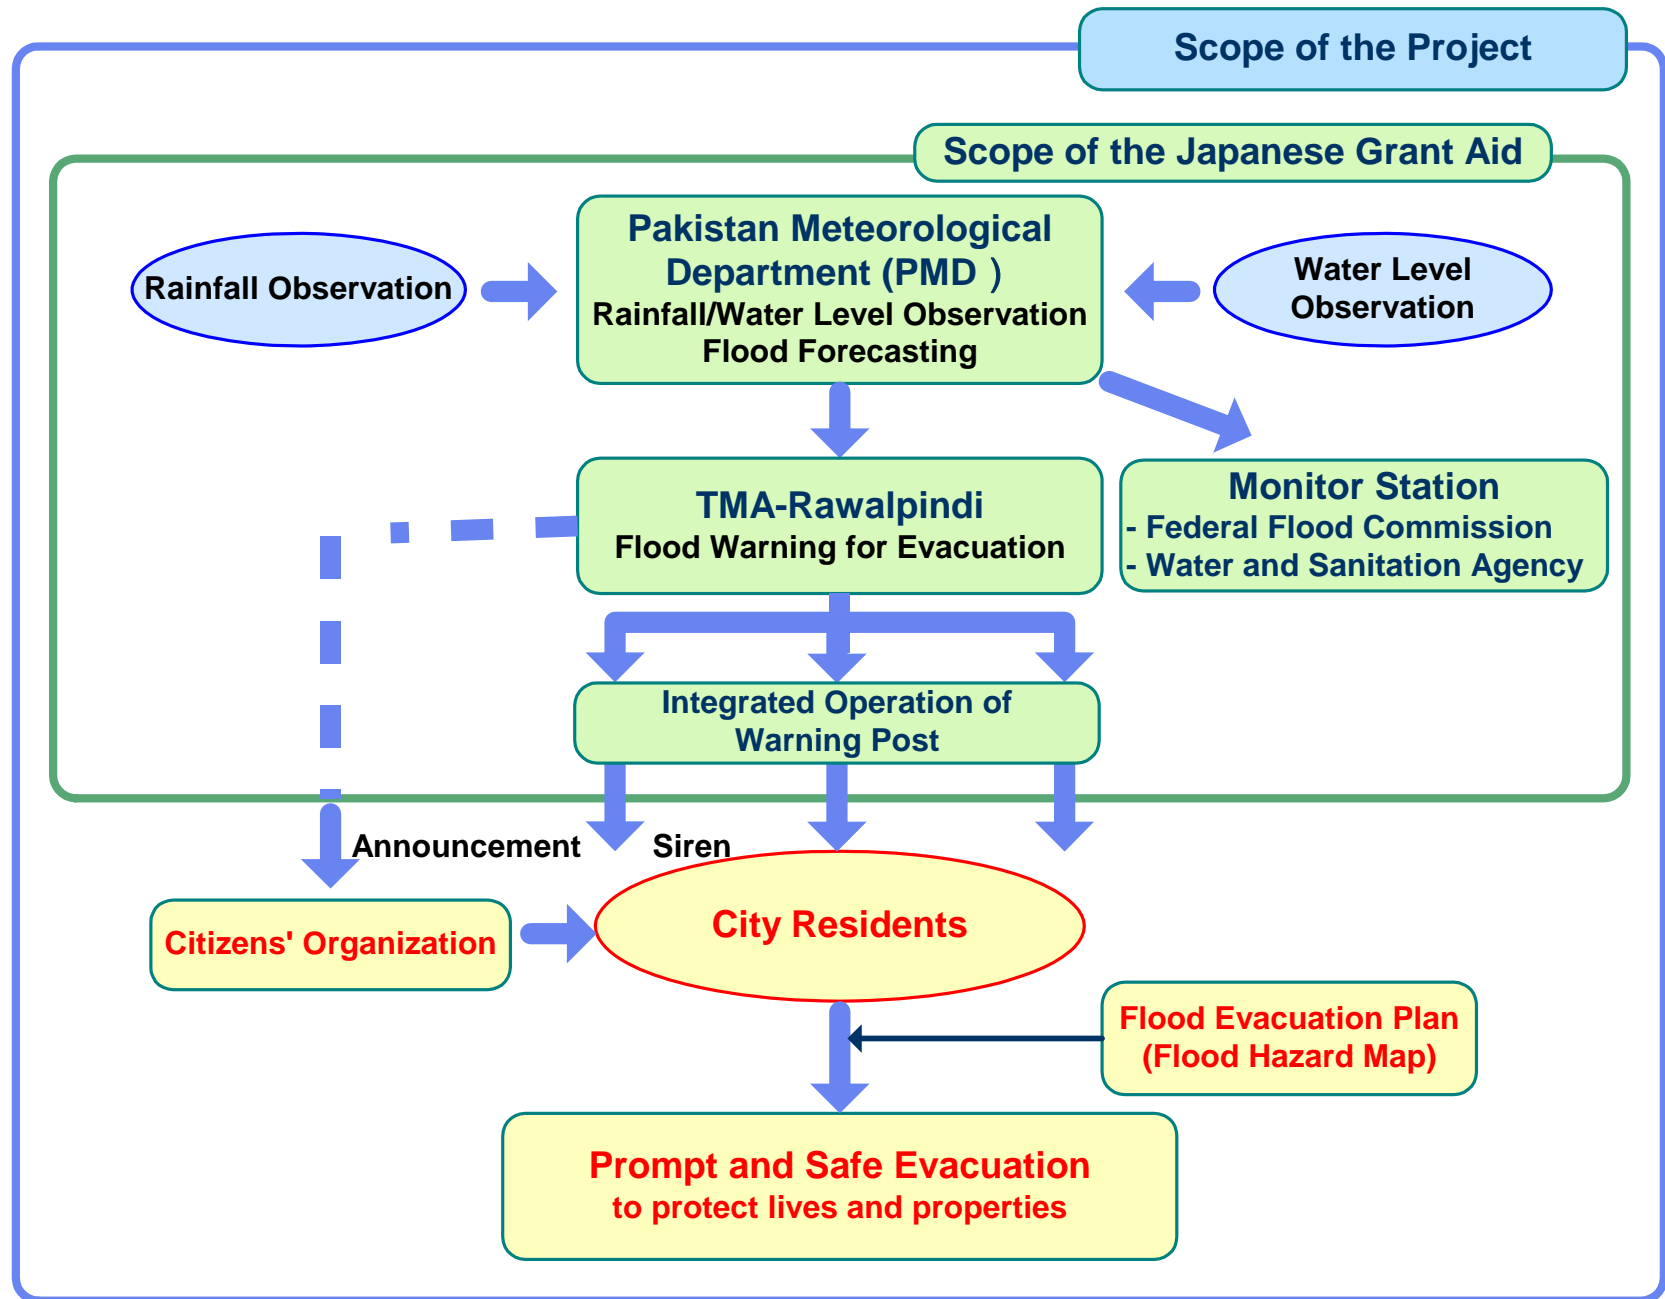 Scope of the Project
Scope of the Japanese Grant Aid
Pakistan Meteorological
Department (PMD )
Rainfall/Water Level Observation
Flood Forecasting
Rainfall Observation
Water Level
Observation
TMA-Rawalpindi
Flood Warning for Evacuation
Monitor Station
- Federal Flood Commission
- Water and Sanitation Agency
Integrated Operation of
Warning Post
Announcement
Siren
Citizens' Organization
City Residents
Flood Evacuation Plan
(Flood Hazard Map)
Prompt and Safe Evacuation
to protect lives and properties